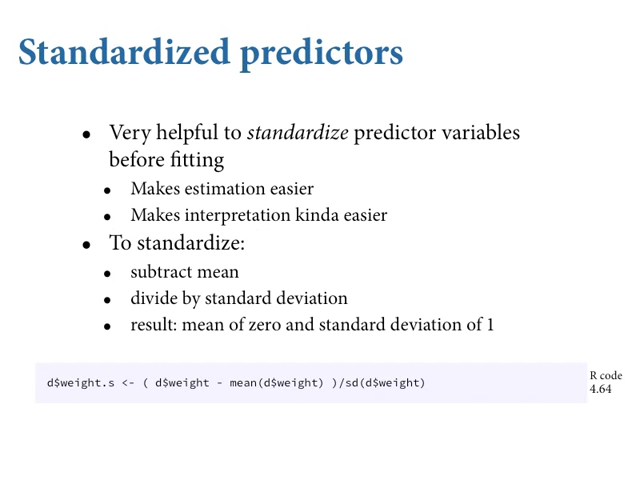 Standardized predictors
• Very helpful to standardize predictor variables
before fitting
• Makes estimation easier
• Makes interpretation kinda easier
• To standardize:
• subtract mean
• divide by standard deviation
• result: mean of zero and standard deviation of 1
d$weight.s <- ( d$weight - mean(d$weight) )/sd(d$weight)
R code
4.64